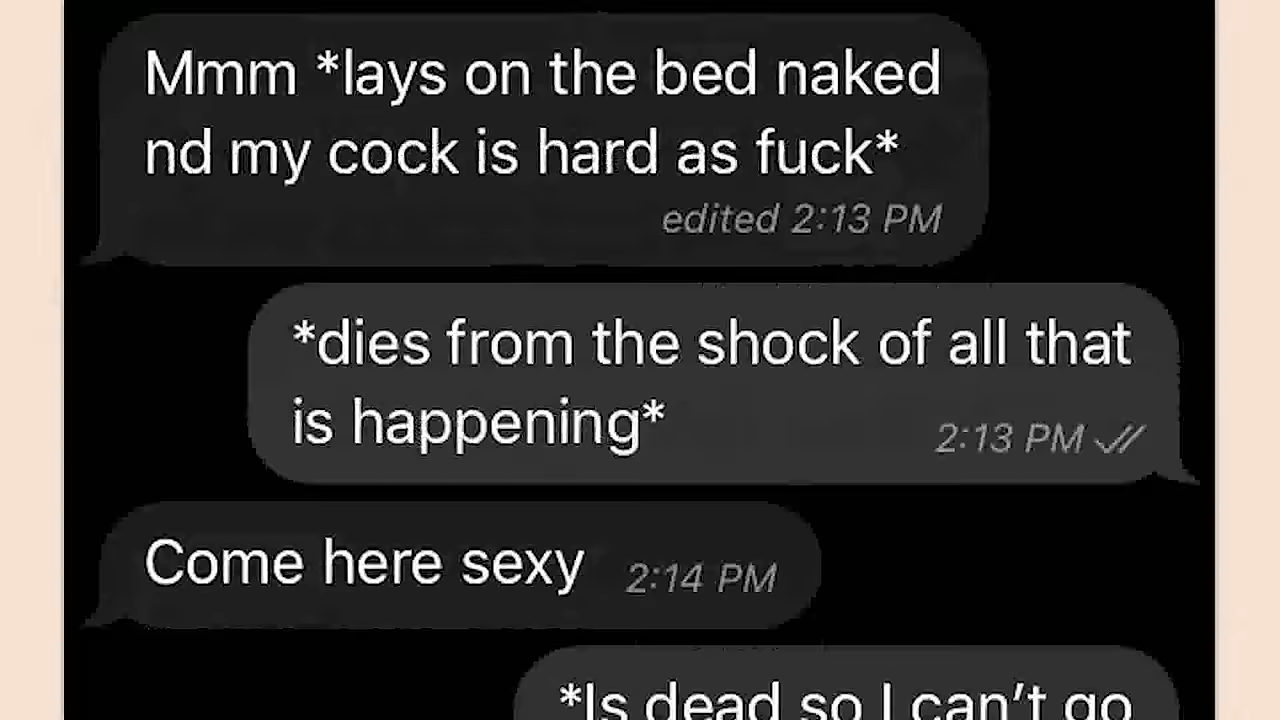 Mmm *lays on the bed naked
nd my cock is hard as fuck*
edited 2:13 PM
*dies from the shock of all that
is happening*
2:13 PM
Come here sexy 2:14 PM
*Is dead so I can't go